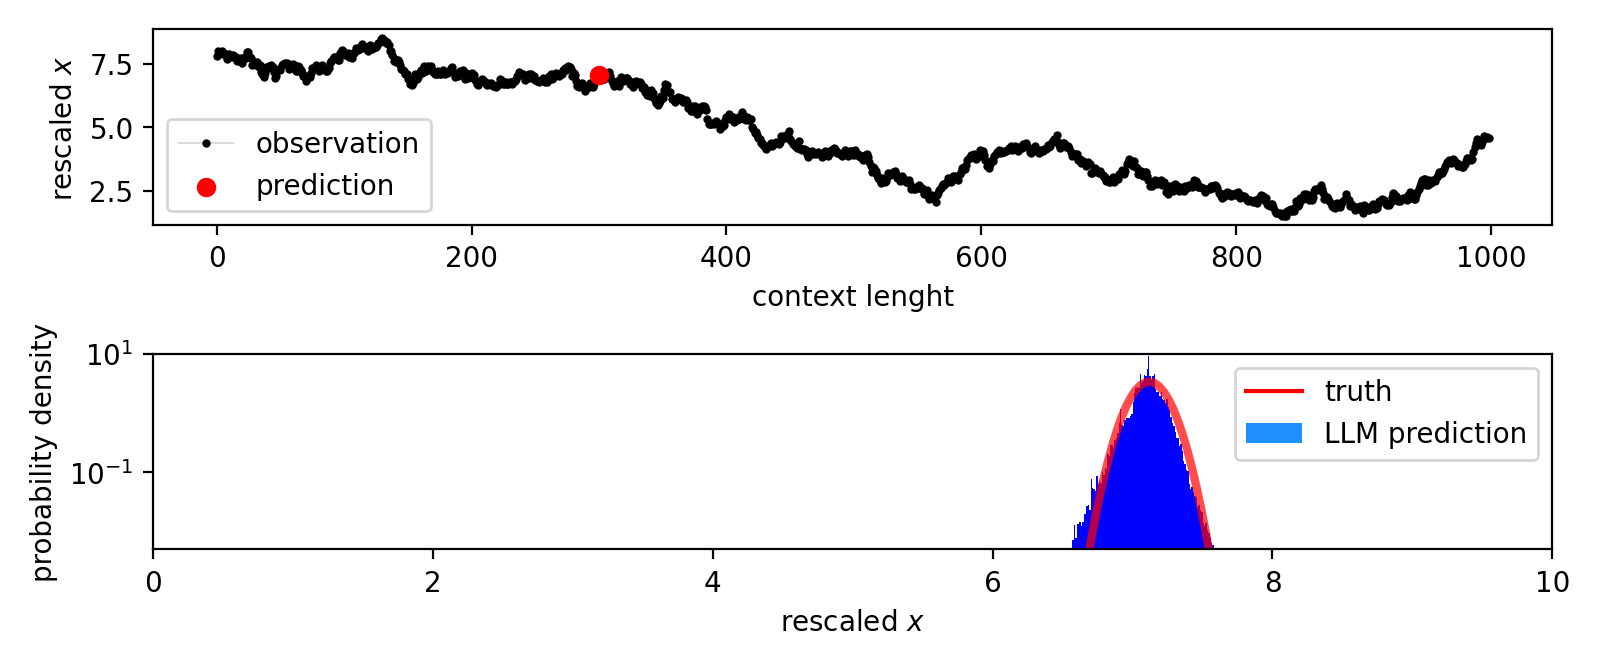 rescaled x
7.5
5.0
2.5
observation
prediction
0
200
400
600
800
1000
context lenght
probability density
10¹
10⁻¹
truth
LLM prediction
0
2
4
6
8
10
rescaled x